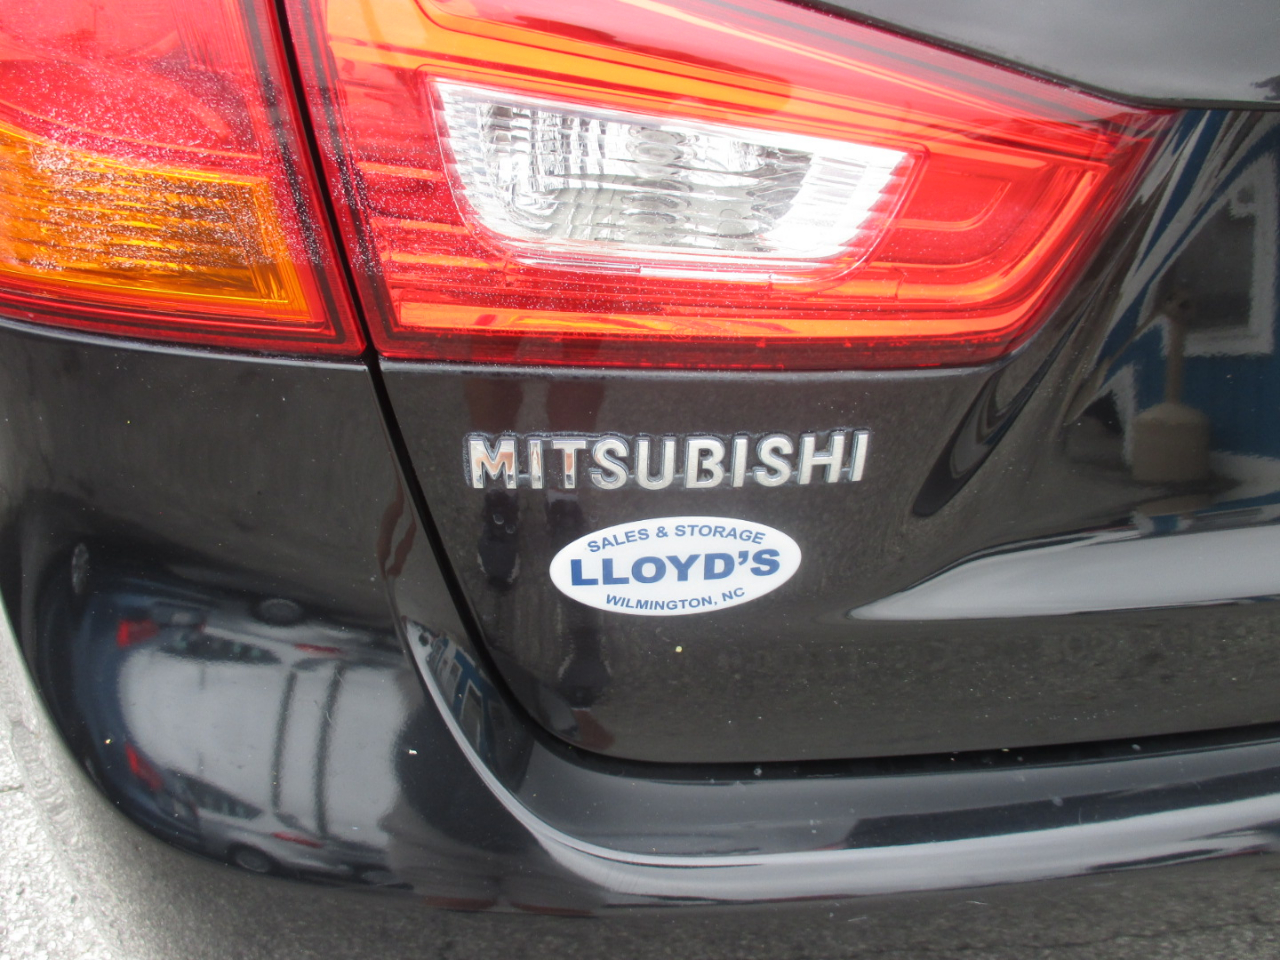 MITSUBISHI
SALES & STORAGE
LLOYD'S
WILMINGTON, NC